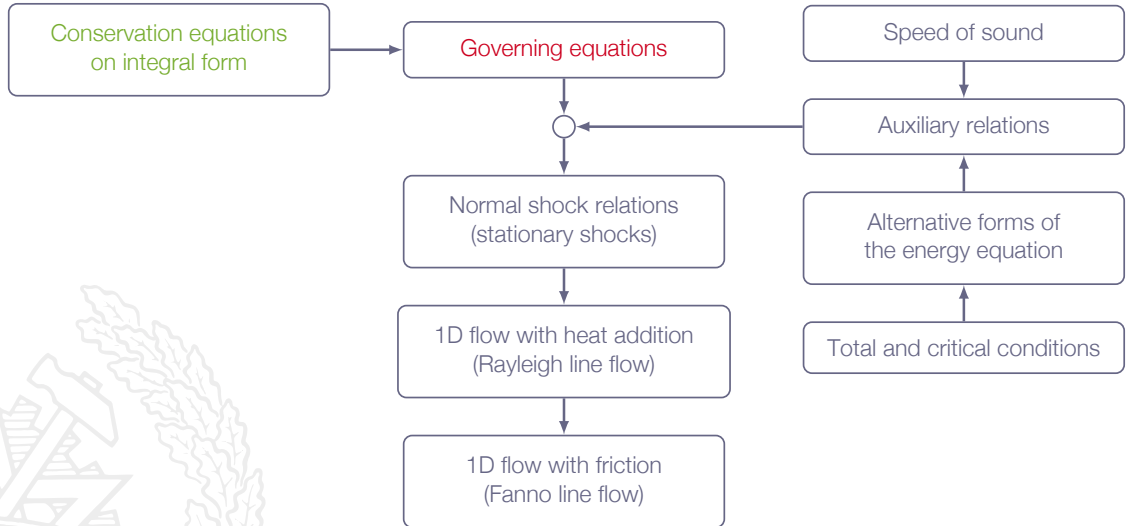 Conservation equations
on integral form
Governing equations
Speed of sound
Auxiliary relations
Normal shock relations
(stationary shocks)
Alternative forms of
the energy equation
1D flow with heat addition
(Rayleigh line flow)
Total and critical conditions
1D flow with friction
(Fanno line flow)